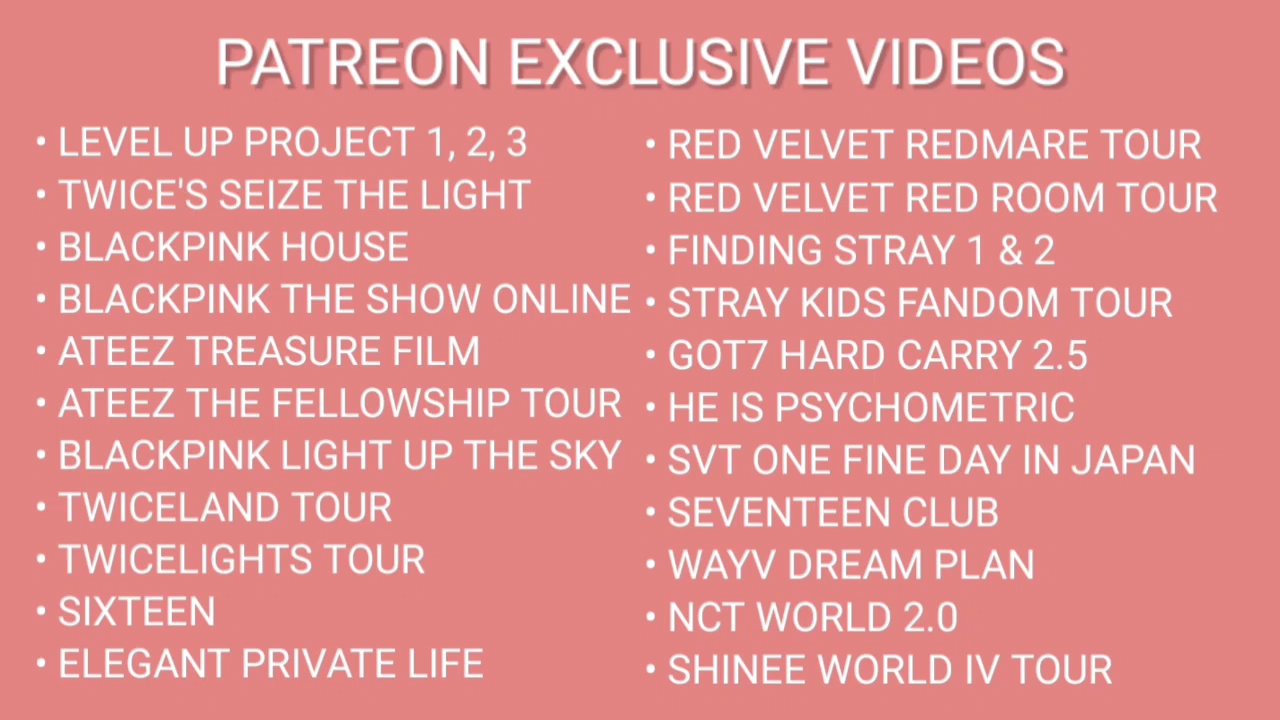 PATREON EXCLUSIVE VIDEOS
• LEVEL UP PROJECT 1, 2, 3
• TWICE'S SEIZE THE LIGHT
• BLACKPINK HOUSE
• BLACKPINK THE SHOW ONLINE
• ATEEZ TREASURE FILM
• ATEEZ THE FELLOWSHIP TOUR
• BLACKPINK LIGHT UP THE SKY
• TWICELAND TOUR
• TWICELIGHTS TOUR
• SIXTEEN
• ELEGANT PRIVATE LIFE
• RED VELVET REDMARE TOUR
• RED VELVET RED ROOM TOUR
• FINDING STRAY 1 & 2
• STRAY KIDS FANDOM TOUR
• GOT7 HARD CARRY 2.5
• HE IS PSYCHOMETRIC
• SVT ONE FINE DAY IN JAPAN
• SEVENTEEN CLUB
• WAYV DREAM PLAN
• NCT WORLD 2.0
• SHINEE WORLD IV TOUR